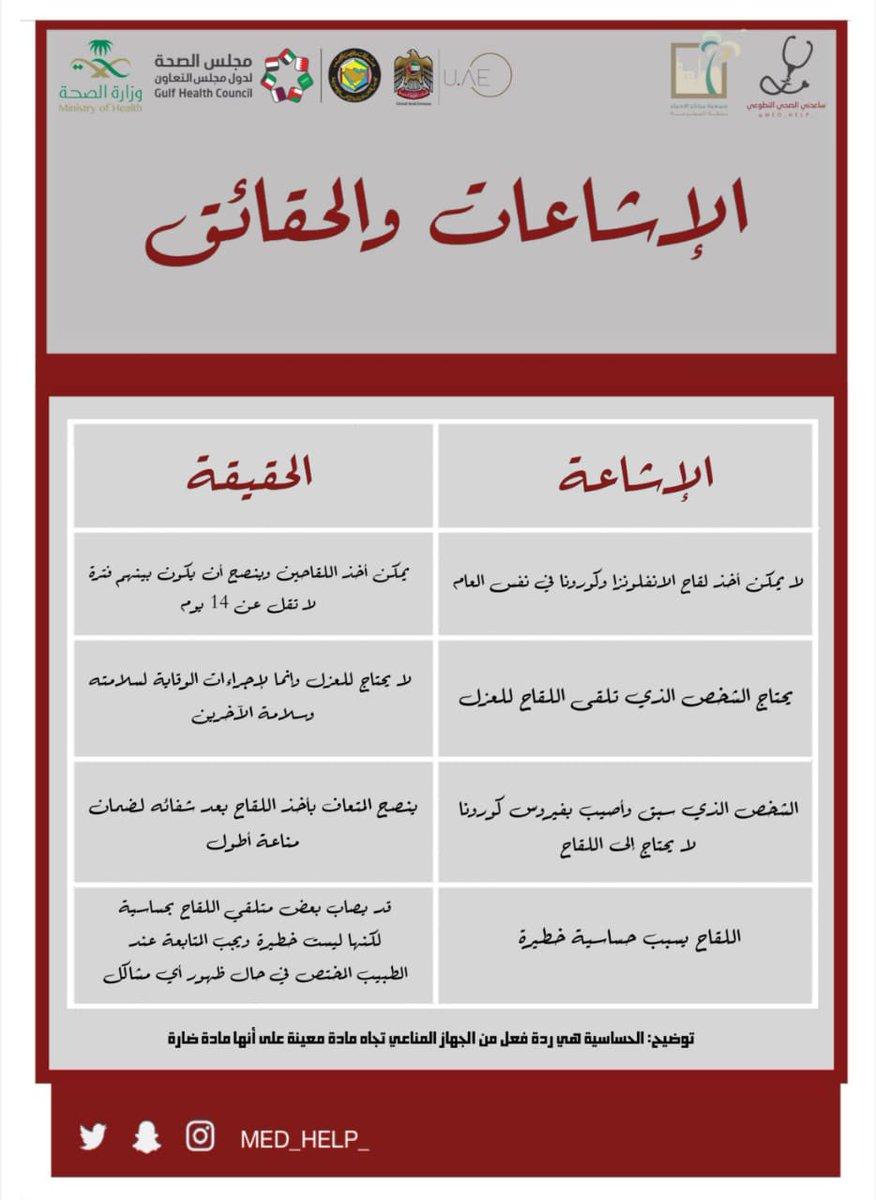 وزارة الصحة
Ministry of Health
مجلس الصحة
لدول مجلس التعاون
Gulf Health Council
U.AE
ساعدني الصحي التطوعي
@MED_HELP_
الإشاعات والحقائق
الإشاعة
الحقيقة
لا يمكن أخذ لقاح الانفلونزا وكورونا في نفس العام
يمكن أخذ اللقاحين وينصح أن يكون بينهم فترة
لا تقل عن 14 يوم
يحتاج الشخص الذي تلقى اللقاح للعزل
لا يحتاج للعزل وانما لإجراءات الوقاية لسلامته
وسلامة الآخرين
الشخص الذي سبق وأصيب بفيروس كورونا
لا يحتاج إلى اللقاح
ينصح المتعاف بأخذ اللقاح بعد شفائه لضمان
مناعة أطول
اللقاح يسبب حساسية خطيرة
قد يصاب بعض متلقي اللقاح بحساسية
لكنها ليست خطيرة ويجب المتابعة عند
الطبيب المختص في حال ظهور أي مشاكل
توضيح: الحساسية هي ردة فعل من الجهاز المناعي تجاه مادة معينة على أنها مادة ضارة
MED_HELP_